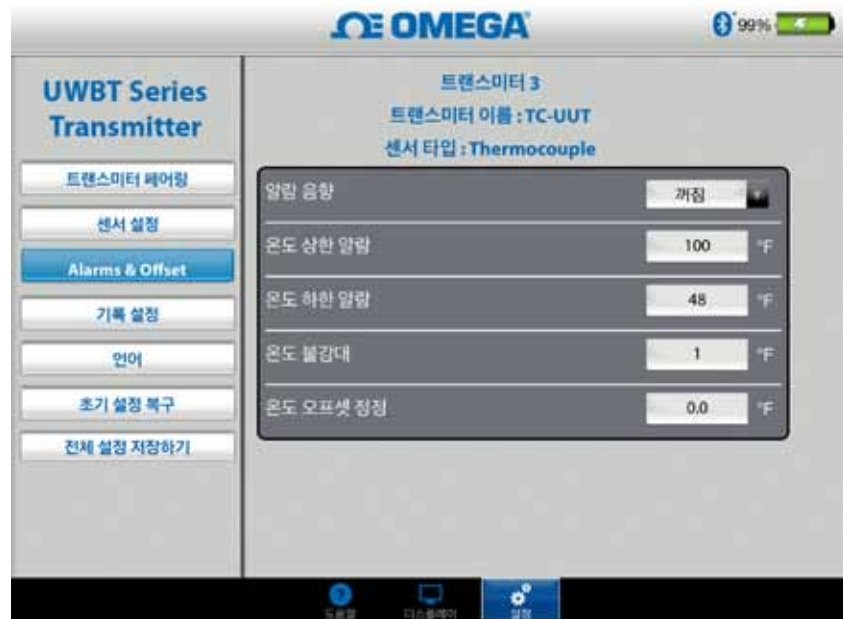 OMEGA
99%
UWBT Series
Transmitter
트랜스미터 페어링
센서 설정
Alarms & Offset
기록 설정
언어
초기 설정 복구
전체 설정 저장하기
트랜스미터 3
트랜스미터 이름 : TC-UUT
센서 타입 : Thermocouple
알람 음향 꺼짐
온도 상한 알람 100 °F
온도 하한 알람 48 °F
온도 불감대 1 °F
온도 오프셋 정정 0.0 °F
도움말 디스플레이 설정